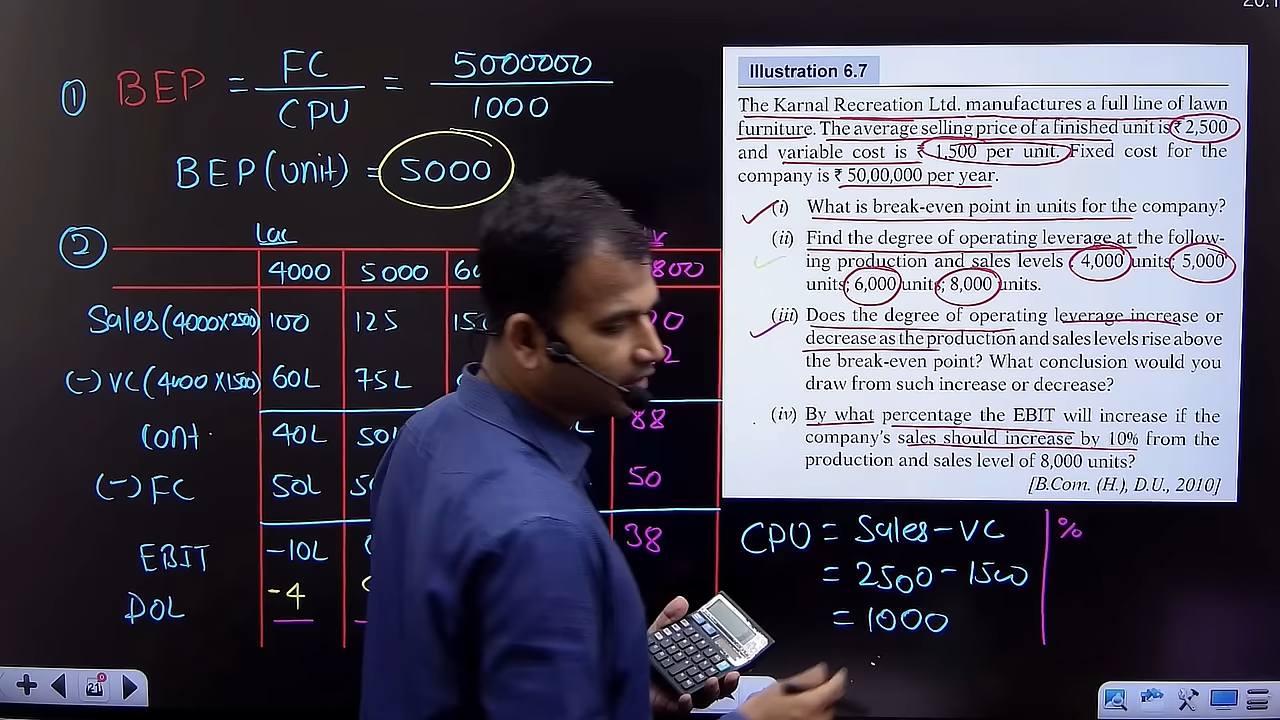 ① BEP = FC / CPU = 5000000 / 1000
BEP (unit) = 5000
②
Lac
4000 5000
Sales (4000x2500) 100 125
(-) VC (4000 X1500) 60L 75L
Cont. 40L 50L 88
(-) FC 50L 50
EBIT -10L 38
DOL -4
Illustration 6.7
The Karnal Recreation Ltd. manufactures a full line of lawn
furniture. The average selling price of a finished unit is ₹ 2,500
and variable cost is ₹ 1,500 per unit. Fixed cost for the
company is ₹ 50,00,000 per year.
(i) What is break-even point in units for the company?
(ii) Find the degree of operating leverage at the follow-
ing production and sales levels 4,000 units; 5,000
units; 6,000 units; 8,000 units.
(iii) Does the degree of operating leverage increase or
decrease as the production and sales levels rise above
the break-even point? What conclusion would you
draw from such increase or decrease?
(iv) By what percentage the EBIT will increase if the
company's sales should increase by 10% from the
production and sales level of 8,000 units?
[B.Com. (H.), D.U., 2010]
CPU = Sales - VC
= 2500 - 1500
= 1000
%
21